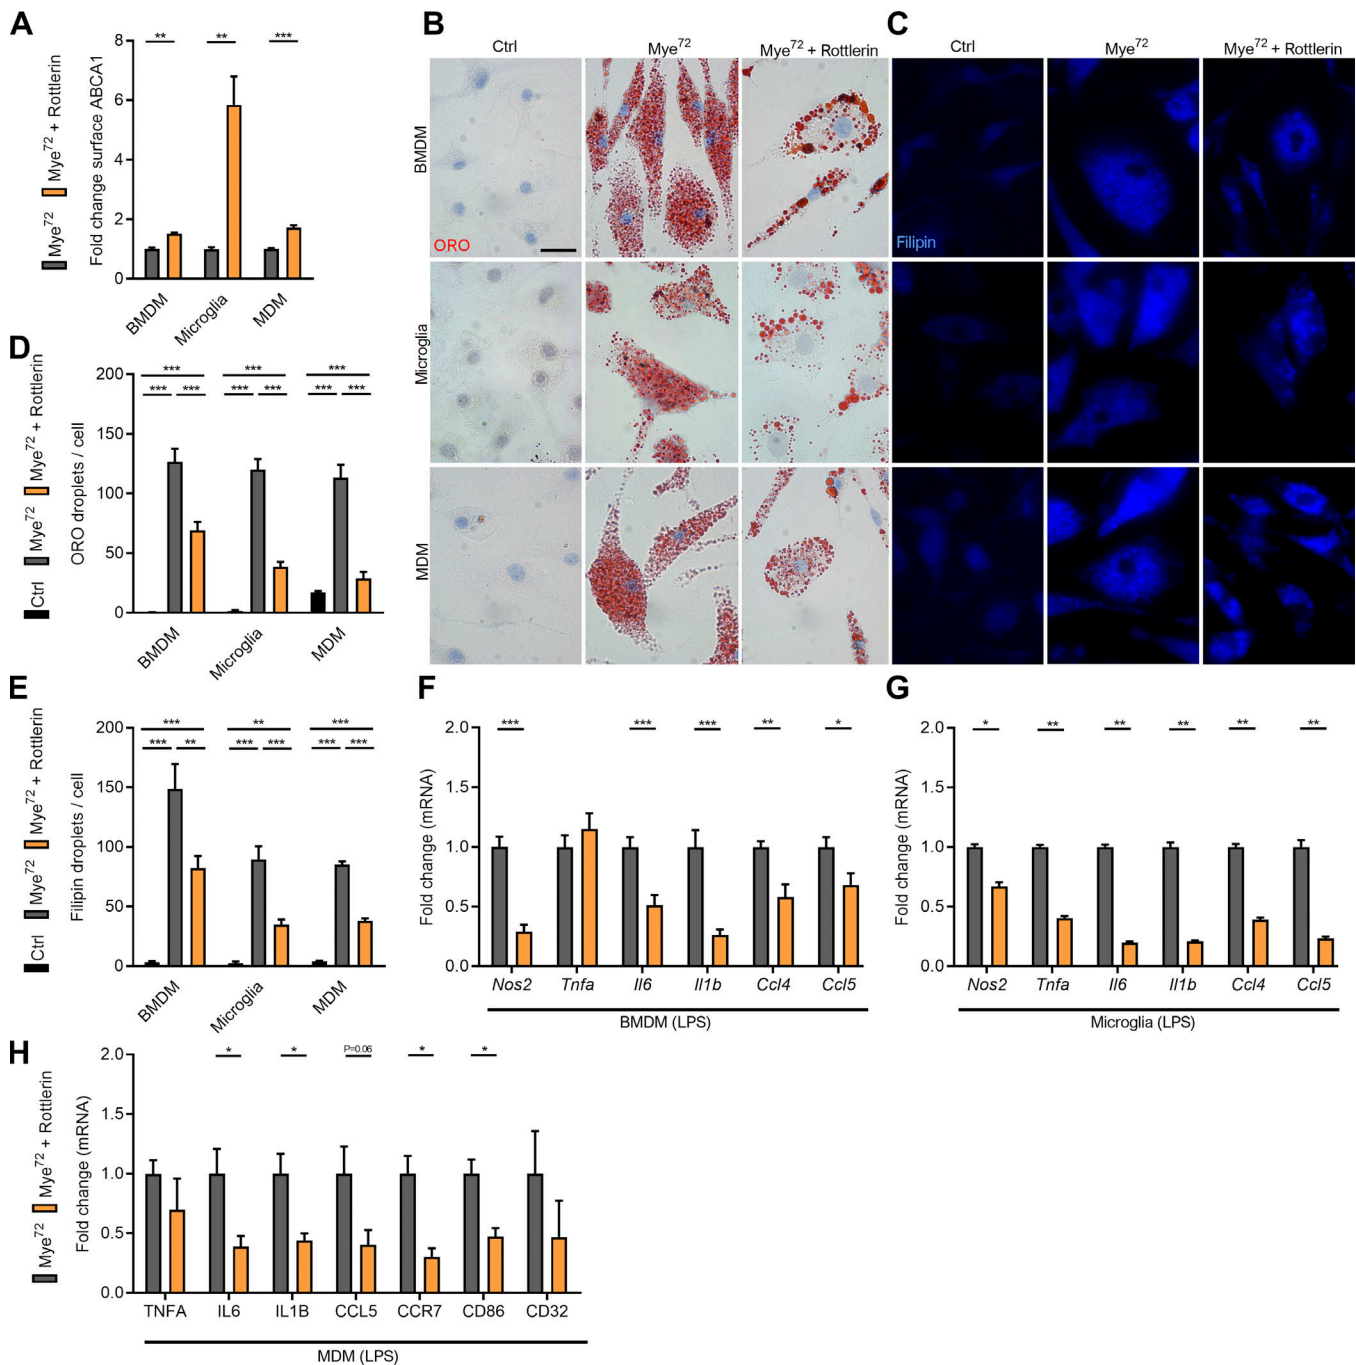 A
Mye72
Mye72 + Rottlerin
Fold change surface ABCA1
8
6
4
2
0
** ** ***
BMDM
Microglia
MDM
B
Ctrl
Mye72
Mye72 + Rottlerin
BMDM
ORO
Microglia
MDM
C
Ctrl
Mye72
Mye72 + Rottlerin
Filipin
D
Ctrl
Mye72
Mye72 + Rottlerin
ORO droplets / cell
200
150
100
50
0
*** *** ***
*** *** *** *** *** ***
BMDM
Microglia
MDM
E
Ctrl
Mye72
Mye72 + Rottlerin
Filipin droplets / cell
200
150
100
50
0
*** ** ***
*** ** *** *** *** ***
BMDM
Microglia
MDM
F
Fold change (mRNA)
2.0
1.5
1.0
0.5
0.0
*** *** *** ** *
Nos2 Tnfa Il6 Il1b Ccl4 Ccl5
BMDM (LPS)
G
Fold change (mRNA)
2.0
1.5
1.0
0.5
0.0
* ** ** ** ** **
Nos2 Tnfa Il6 Il1b Ccl4 Ccl5
Microglia (LPS)
H
Mye72
Mye72 + Rottlerin
Fold change (mRNA)
2.0
1.5
1.0
0.5
0.0
* * P=0.06 * *
TNFA IL6 IL1B CCL5 CCR7 CD86 CD32
MDM (LPS)